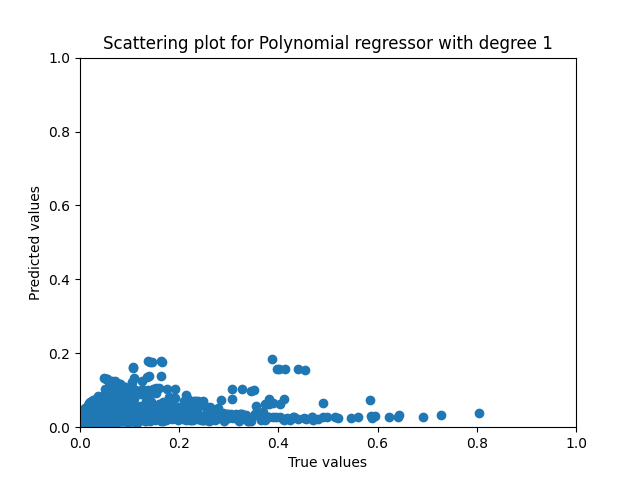 Scattering plot for Polynomial regressor with degree 1
1.0
0.8
0.6
0.4
0.2
0.0
Predicted values
0.0 0.2 0.4 0.6 0.8 1.0
True values